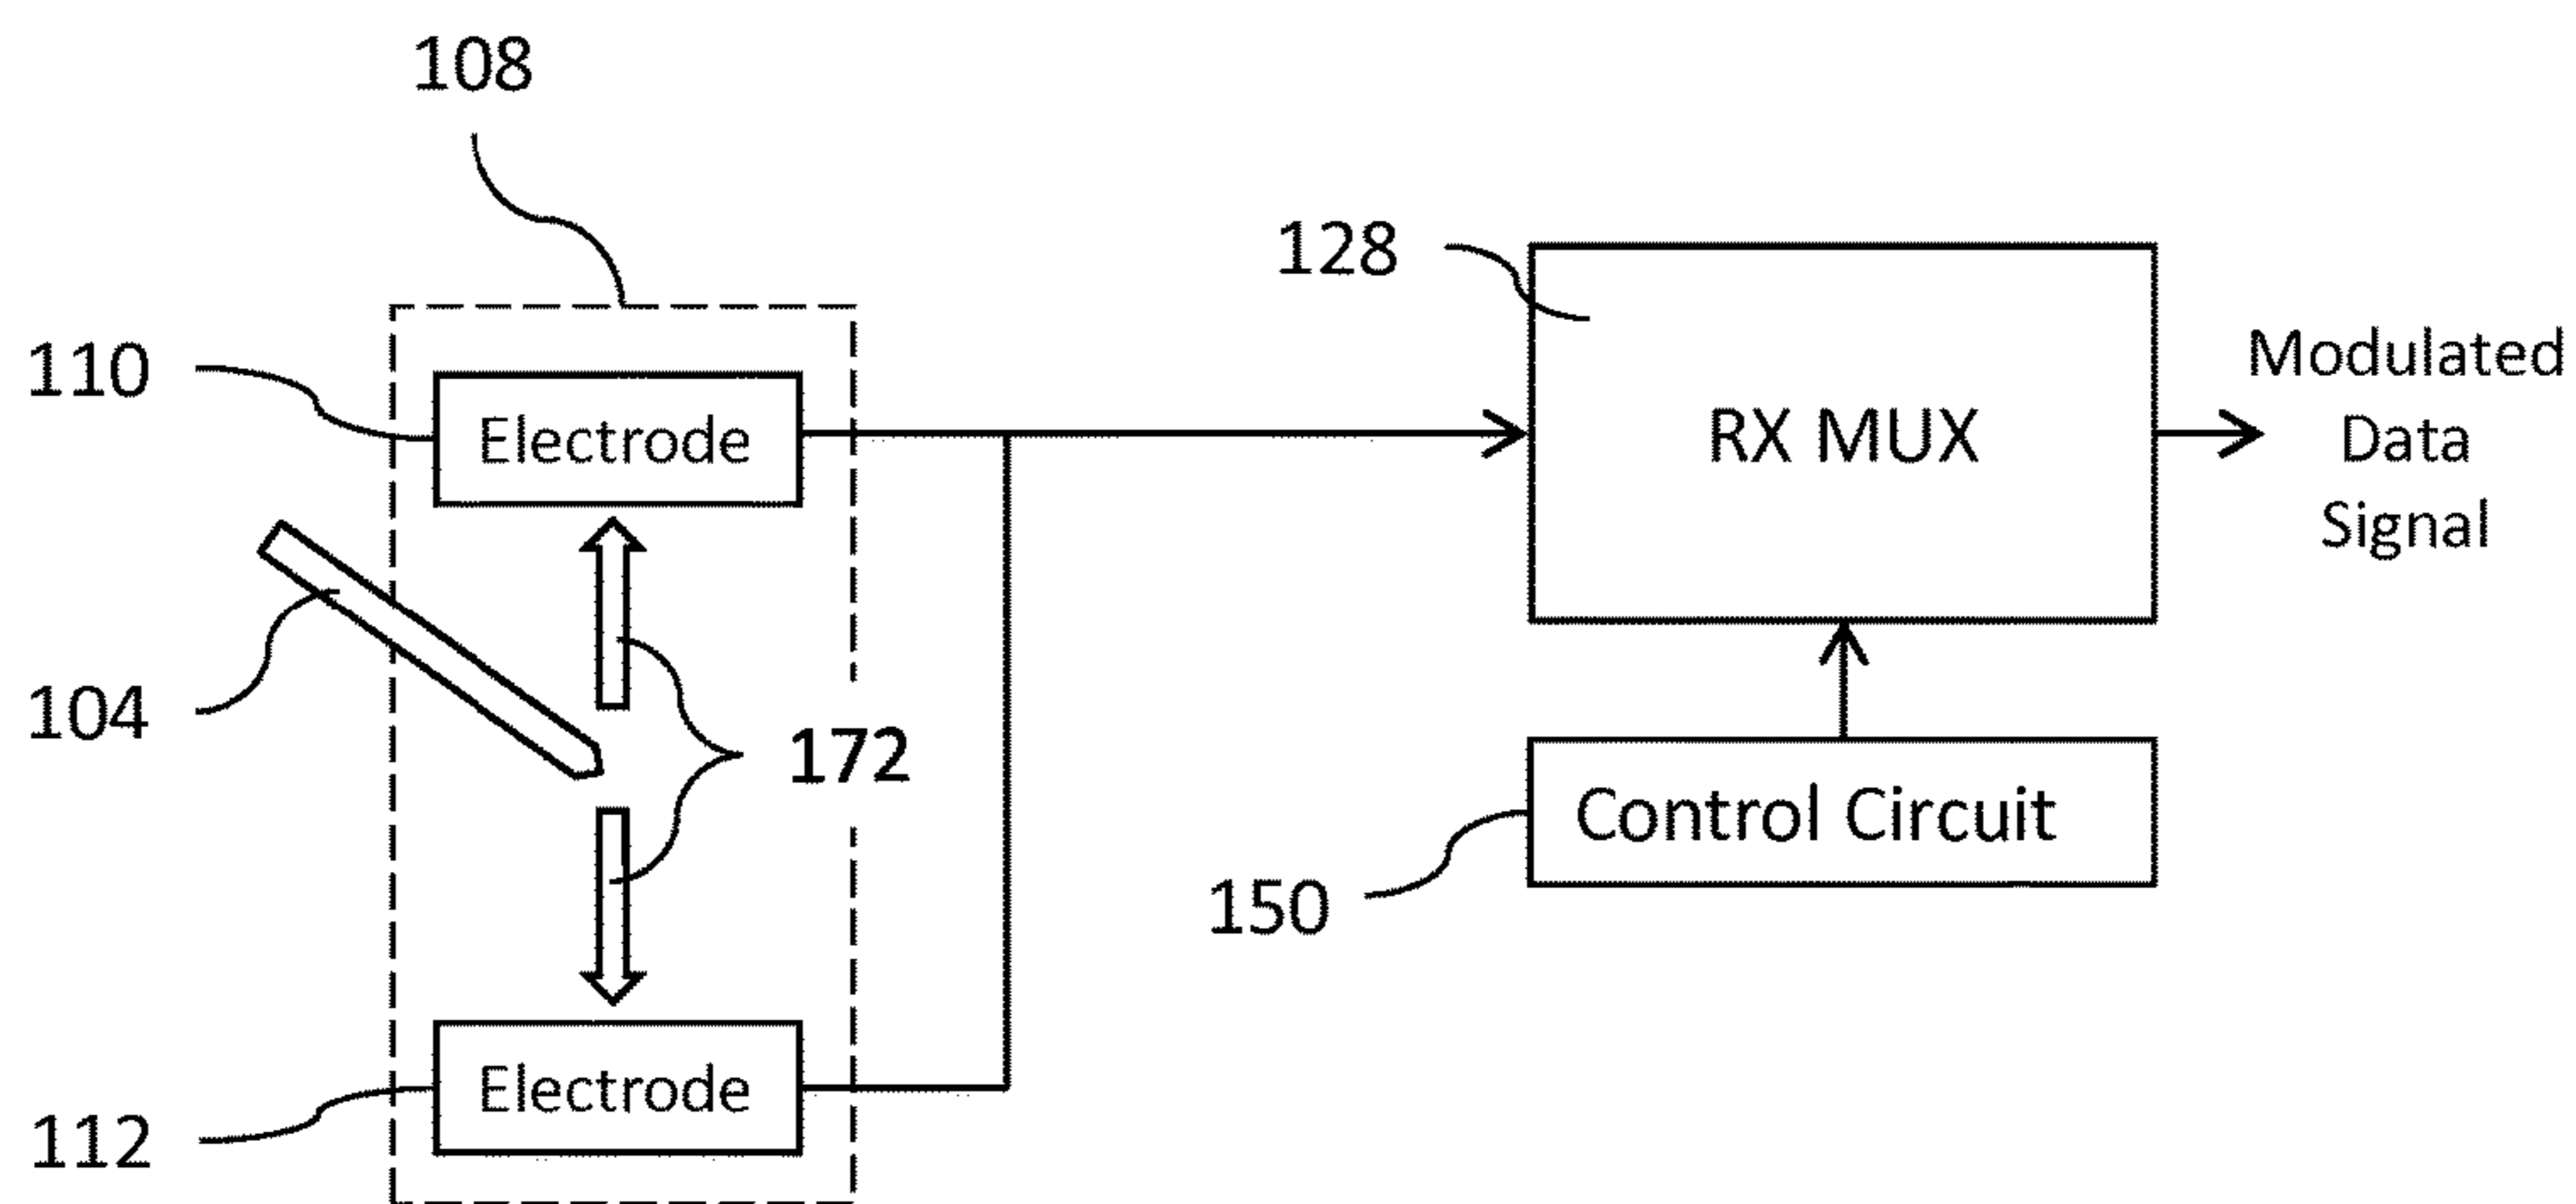 108
128
110
Electrode
RX MUX
Modulated
Data
Signal
104
172
Control Circuit
150
Electrode
112